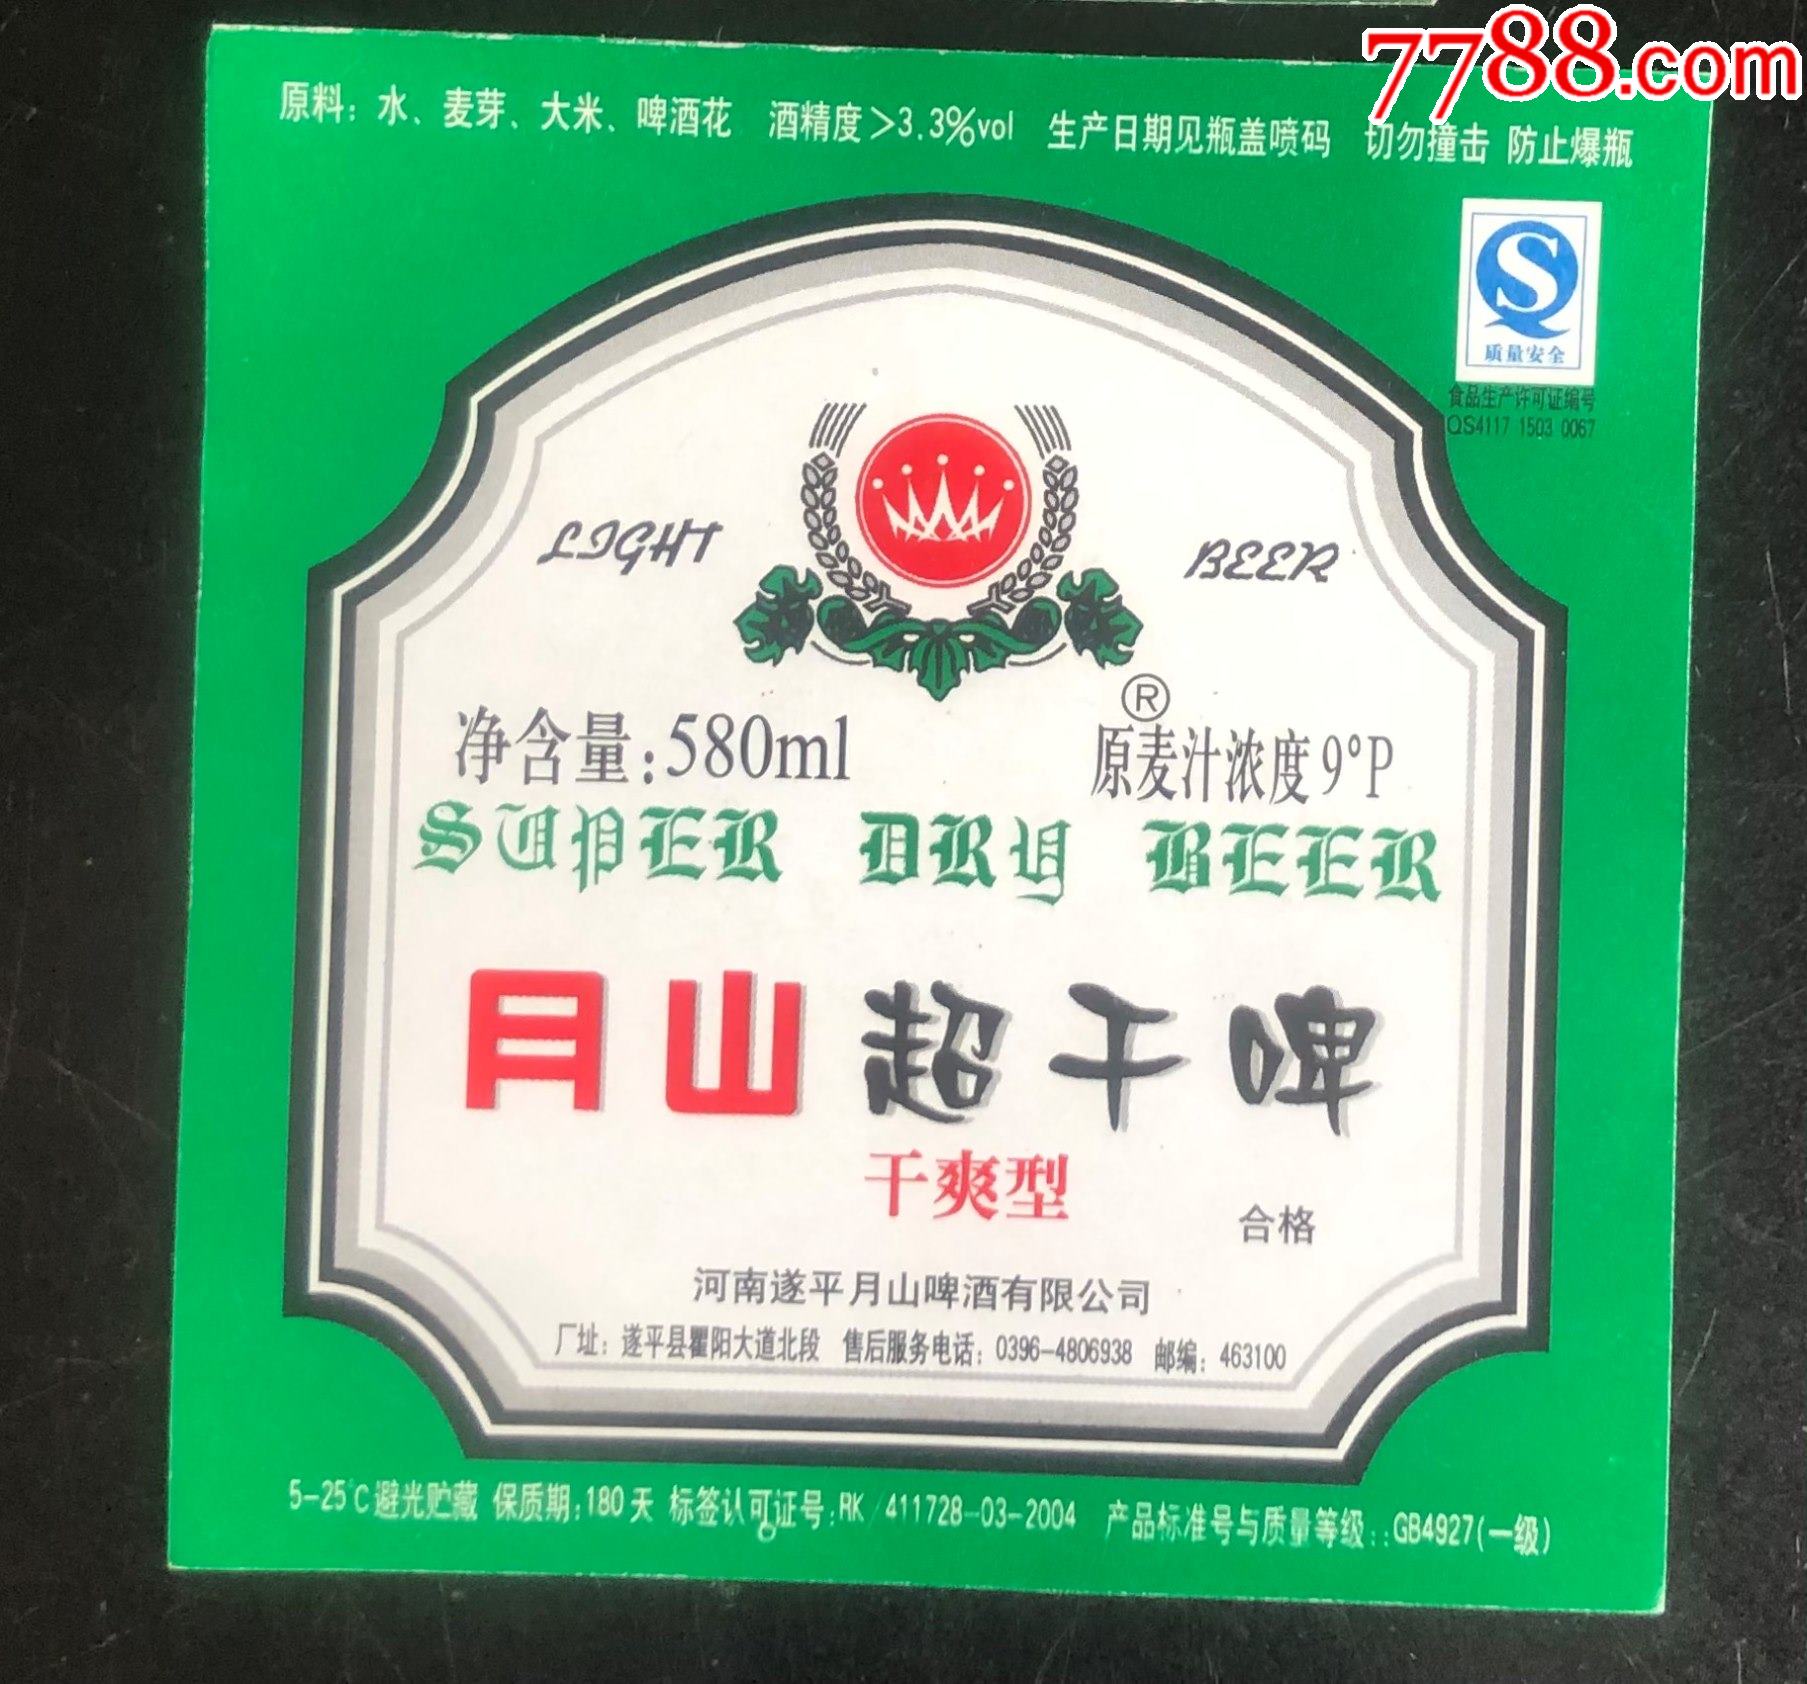 7788.com
原料：水、麦芽、大米、啤酒花 酒精度＞3.3%vol 生产日期见瓶盖喷码 切勿撞击 防止爆瓶
QS
质量安全
食品生产许可证编号
QS4117 1503 0067
LIGHT BEER
®
净含量:580ml 原麦汁浓度9°P
SUPER DRY BEER
月山超干啤
干爽型
合格
河南遂平月山啤酒有限公司
厂址：遂平县瞿阳大道北段 售后服务电话：0396-4806938 邮编：463100
5-25℃避光贮藏 保质期:180天 标签认可证号:RK/411728-03-2004 产品标准号与质量等级::GB4927(一级)